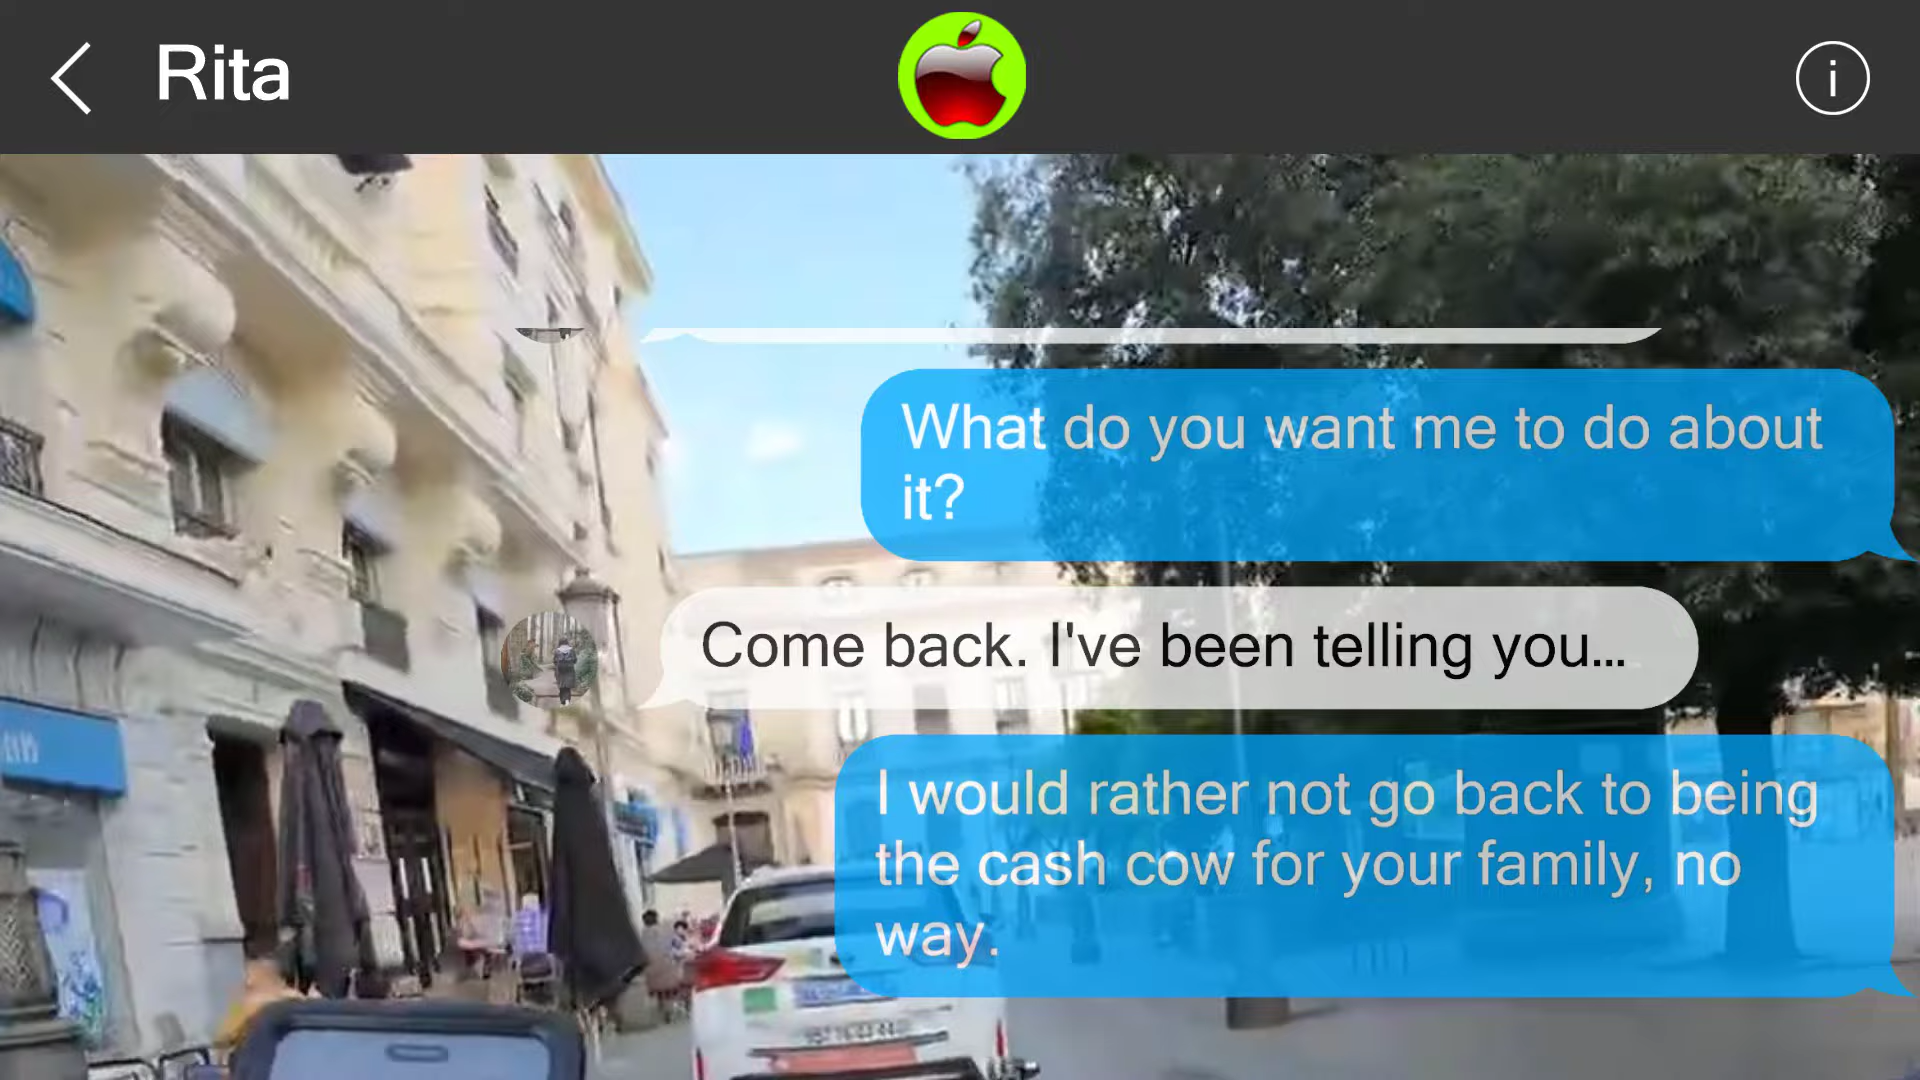 Rita
What do you want me to do about
it?
Come back. I've been telling you...
I would rather not go back to being
the cash cow for your family, no
way.